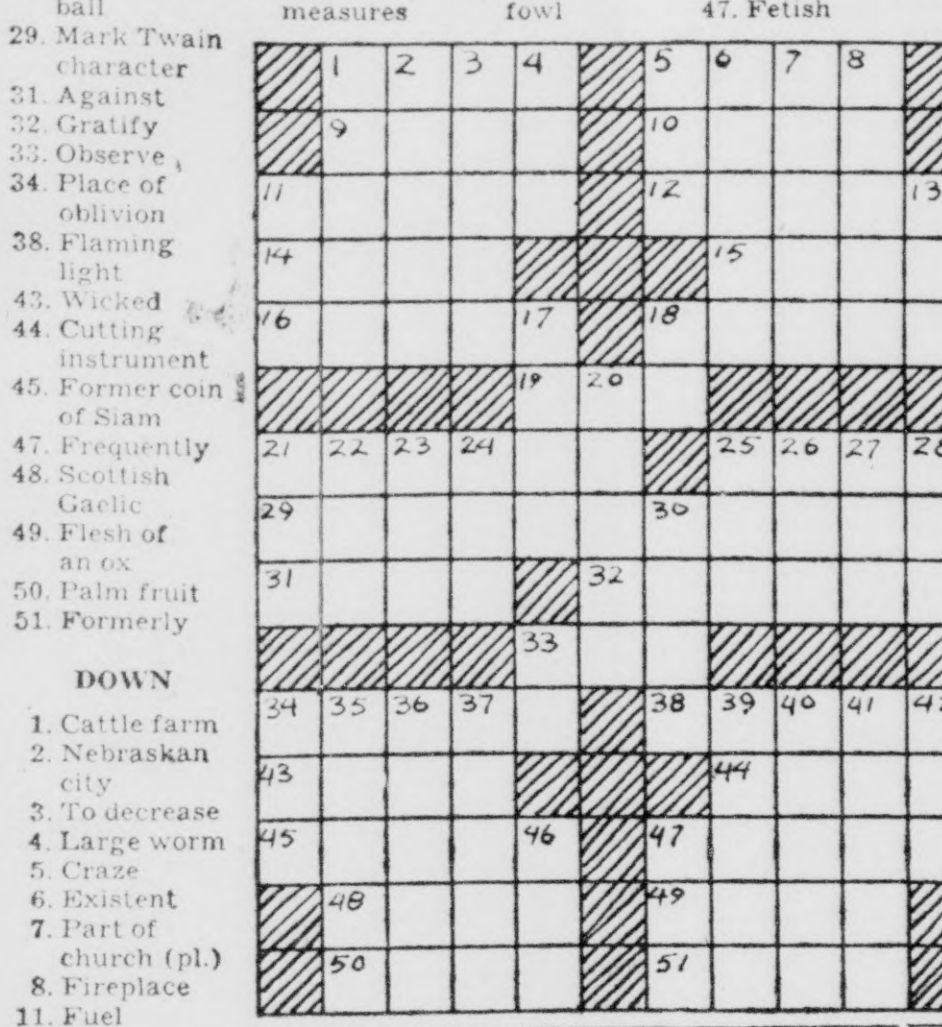 ball
29. Mark Twain
character
31. Against
32. Gratify
33. Observe
34. Place of
oblivion
38. Flaming
light
43. Wicked
44. Cutting
instrument
45. Former coin
of Siam
47. Frequently
48. Scottish
Gaelic
49. Flesh of
an ox
50. Palm fruit
51. Formerly
DOWN
1. Cattle farm
2. Nebraskan
city
3. To decrease
4. Large worm
5. Craze
6. Existent
7. Part of
church (pl.)
8. Fireplace
11. Fuel
measures
fowl
47. Fetish
1 2 3 4 5 6 7 8
9 10
11 12 13
14 15
16 17 18
19 20
21 22 23 24 25 26 27 28
29 30
31 32
33
34 35 36 37 38 39 40 41 42
43 44
45 46 47
48 49
50 51